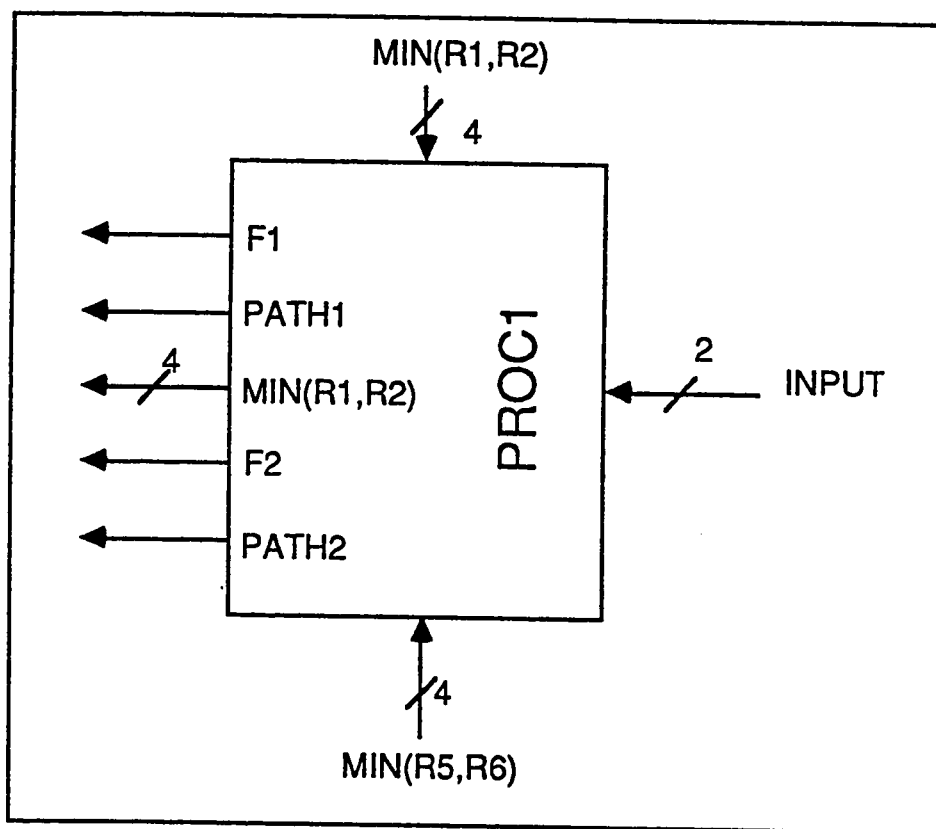 MIN(R1,R2)
4
F1
PATH1
4
MIN(R1,R2)
F2
PATH2
PROC1
2
INPUT
4
MIN(R5,R6)